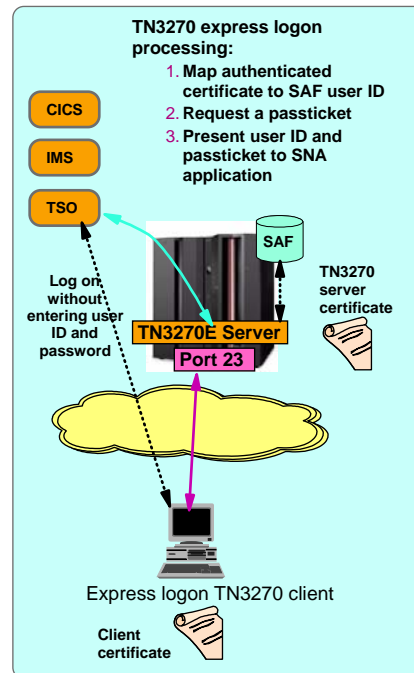 TN3270 express logon
processing:
1. Map authenticated
certificate to SAF user ID
2. Request a passticket
3. Present user ID and
passticket to SNA
application
CICS
IMS
TSO
SAF
Log on
without
entering user
ID and
password
TN3270
server
certificate
TN3270E Server
Port 23
Express logon TN3270 client
Client
certificate